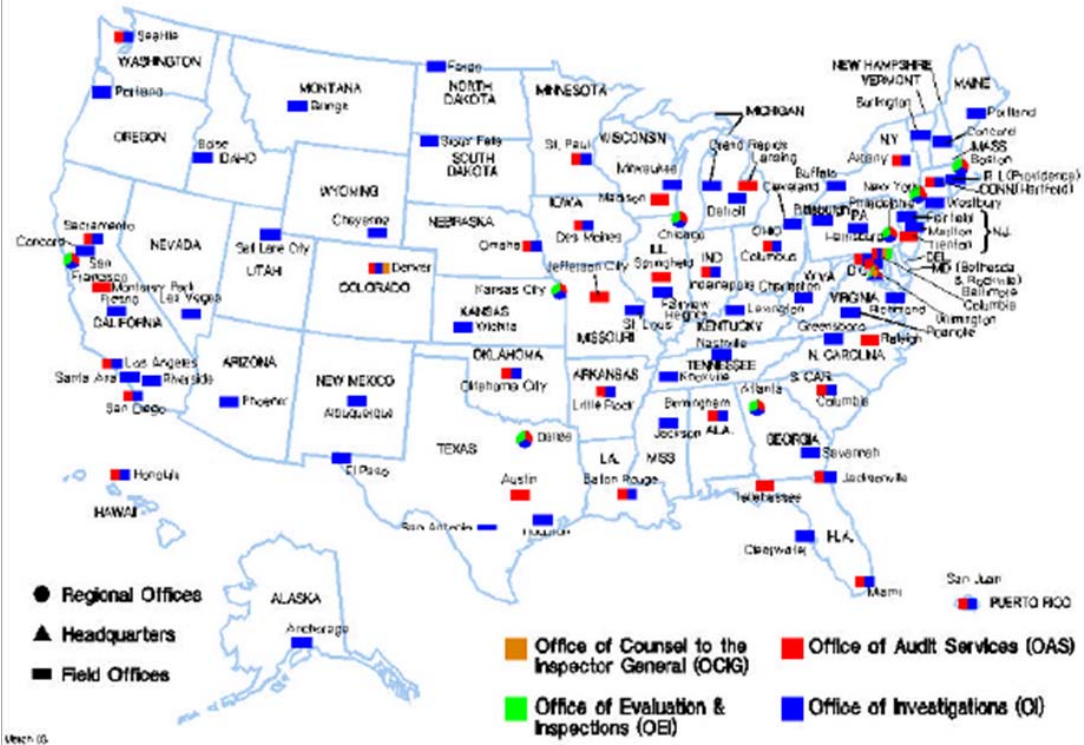 Seattle
WASHINGTON
Portland
OREGON
Boise
IDAHO
MONTANA
Fargo
NORTH
DAKOTA
SOUTH
DAKOTA
MINNESOTA
St. Paul
WISCONSIN
Milwaukee
Madison
MICHIGAN
Grand Rapids
Lansing
Detroit
NEW HAMPSHIRE
VERMONT
Burlington
MAINE
Portland
Concord
MASS
Boston
R.I. (Providence)
CONN(Hartford)
Westbury
N.Y.
Albany
Buffalo
New York
Philadelphia
Fairfield
Trenton
N.J.
DEL
MD (Bethesda
& Rockville)
Baltimore
Columbia
Wilmington
Cleveland
Pittsburgh
PA
Harrisburg
OHIO
Columbus
WYOMING
Cheyenne
NEBRASKA
Omaha
IOWA
Des Moines
Chicago
ILL
Springfield
IND
Indianapolis
Charleston
W.VA
VIRGINIA
Richmond
Roanoke
Sacramento
Concord
San
Francisco
Monterey Park
Fresno
CALIFORNIA
NEVADA
Las Vegas
Salt Lake City
UTAH
Denver
COLORADO
KANSAS
Wichita
Kansas City
Jefferson City
MISSOURI
St. Louis
Fairview
Heights
KENTUCKY
Lexington
Greensboro
Raleigh
N. CAROLINA
Nashville
TENNESSEE
Knoxville
Los Angeles
Santa Ana
Riverside
San Diego
ARIZONA
Phoenix
NEW MEXICO
Albuquerque
OKLAHOMA
Oklahoma City
ARKANSAS
Little Rock
Birmingham
ALA.
Jackson
MISS
Atlanta
GEORGIA
Savannah
S. CAR.
Columbia
TEXAS
Dallas
Austin
El Paso
San Antonio
Houston
LA.
Baton Rouge
Tallahassee
Jacksonville
Clearwater
FLA.
Miami
Honolulu
HAWAII
ALASKA
Anchorage
San Juan
PUERTO RICO
Regional Offices
Headquarters
Field Offices
Office of Counsel to the
Inspector General (OCIG)
Office of Audit Services (OAS)
Office of Evaluation &
Inspections (OEI)
Office of Investigations (OI)